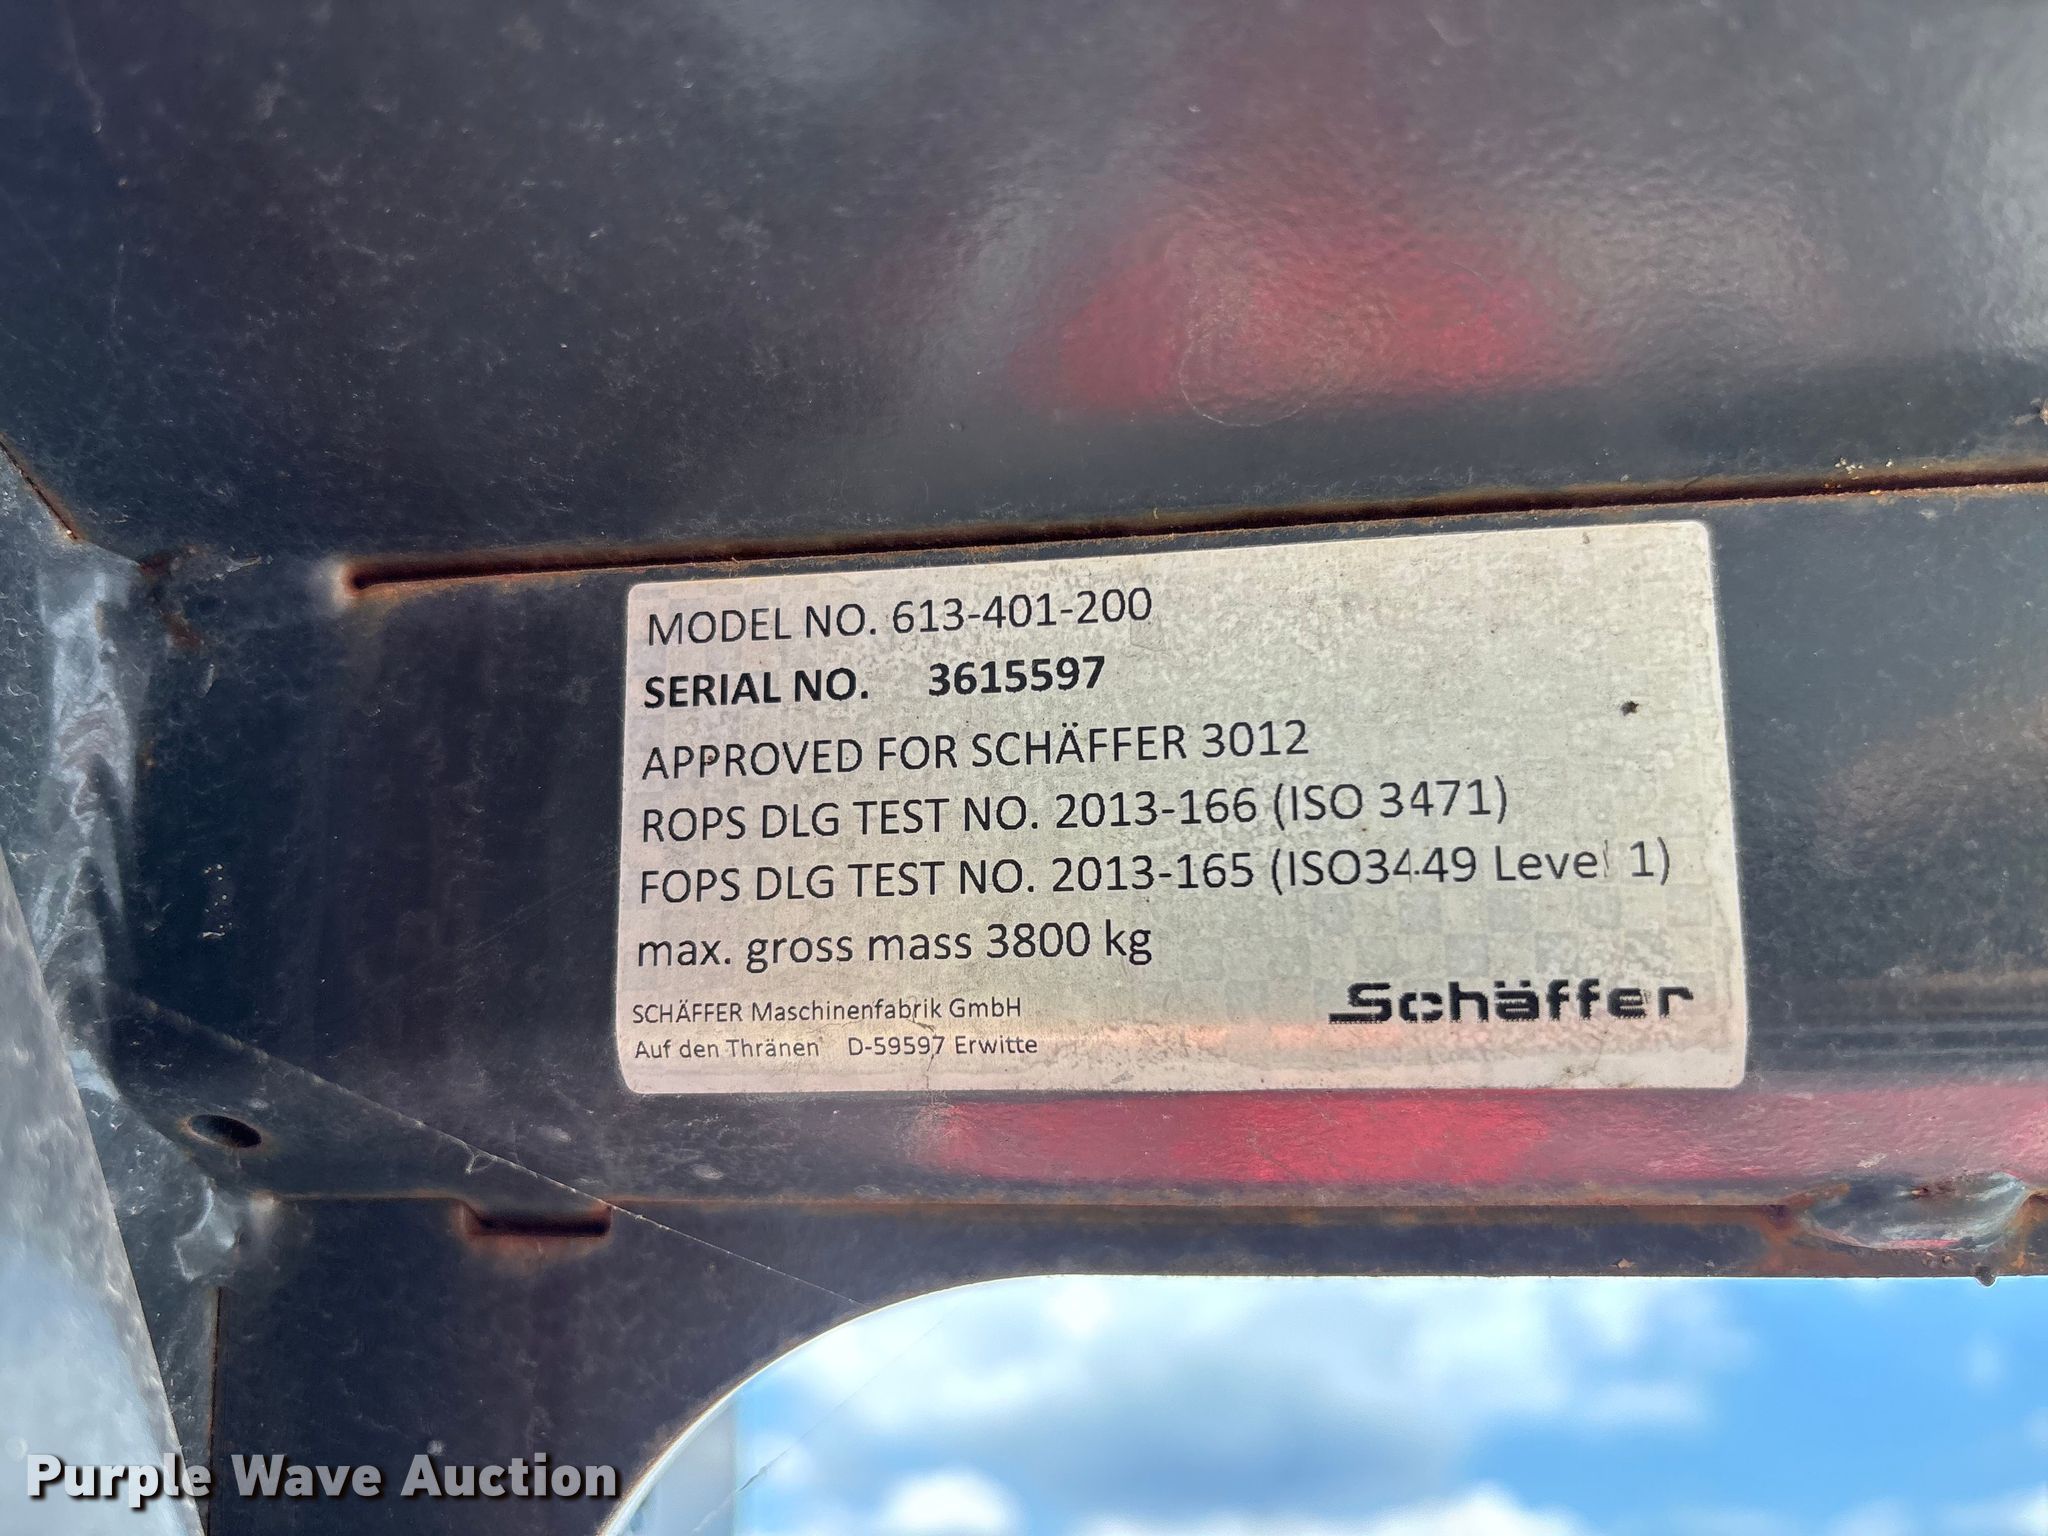 MODEL NO. 613-401-200
SERIAL NO. 3615597
APPROVED FOR SCHÄFFER 3012
ROPS DLG TEST NO. 2013-166 (ISO 3471)
FOPS DLG TEST NO. 2013-165 (ISO3449 Level 1)
max. gross mass 3800 kg
SCHÄFFER Maschinenfabrik GmbH
Auf den Thränen D-59597 Erwitte
Schäffer
Purple Wave Auction